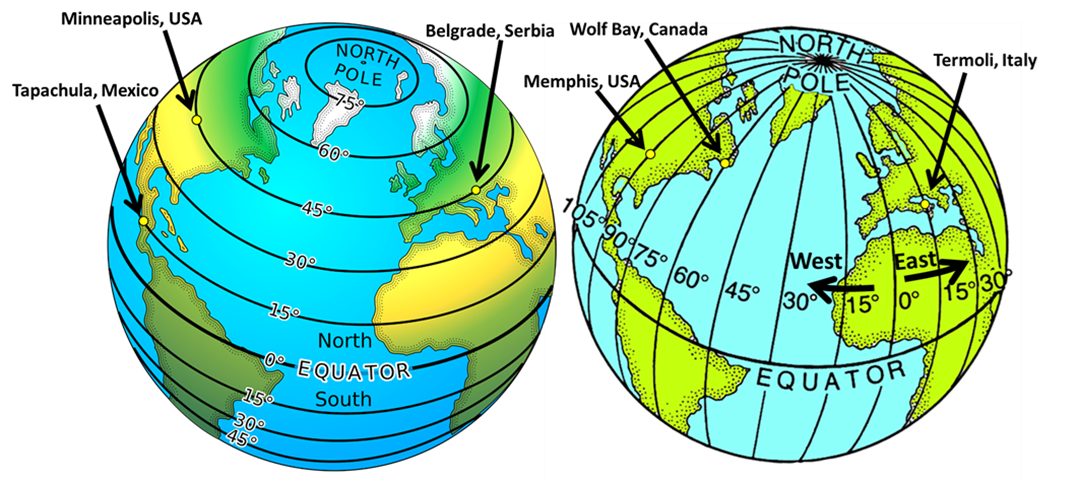 Minneapolis, USA
Tapachula, Mexico
Belgrade, Serbia
NORTH
POLE
75°
60°
45°
30°
15°
North
0° EQUATOR
South
15°
30°
45°
Wolf Bay, Canada
Memphis, USA
Termoli, Italy
NORTH
POLE
105° 90° 75° 60° 45° 30° 15° 0° 15° 30°
West
East
EQUATOR